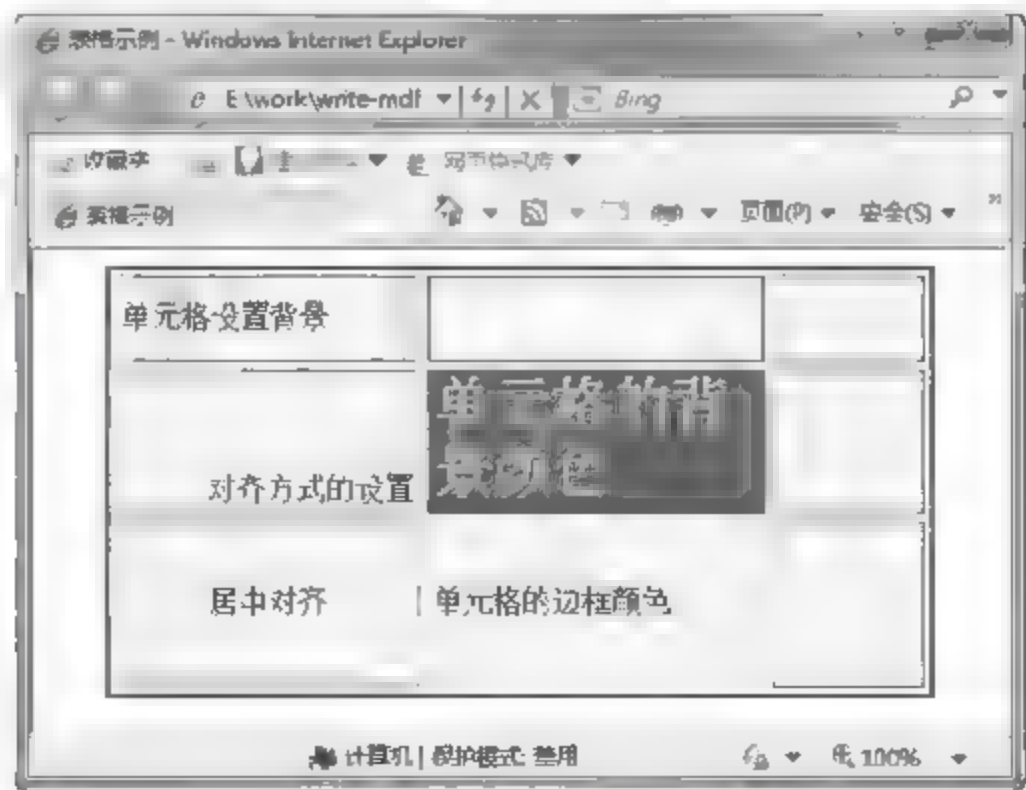 表格示例 - Windows Internet Explorer
E:\work\write-mdf
Bing
收藏夹
网页快讯库
表格示例
页面(P)
安全(S)
单元格设置背景
单元格的背
景颜色
对齐方式的设置
居中对齐
单元格的边框颜色
计算机 | 保护模式: 禁用
100%